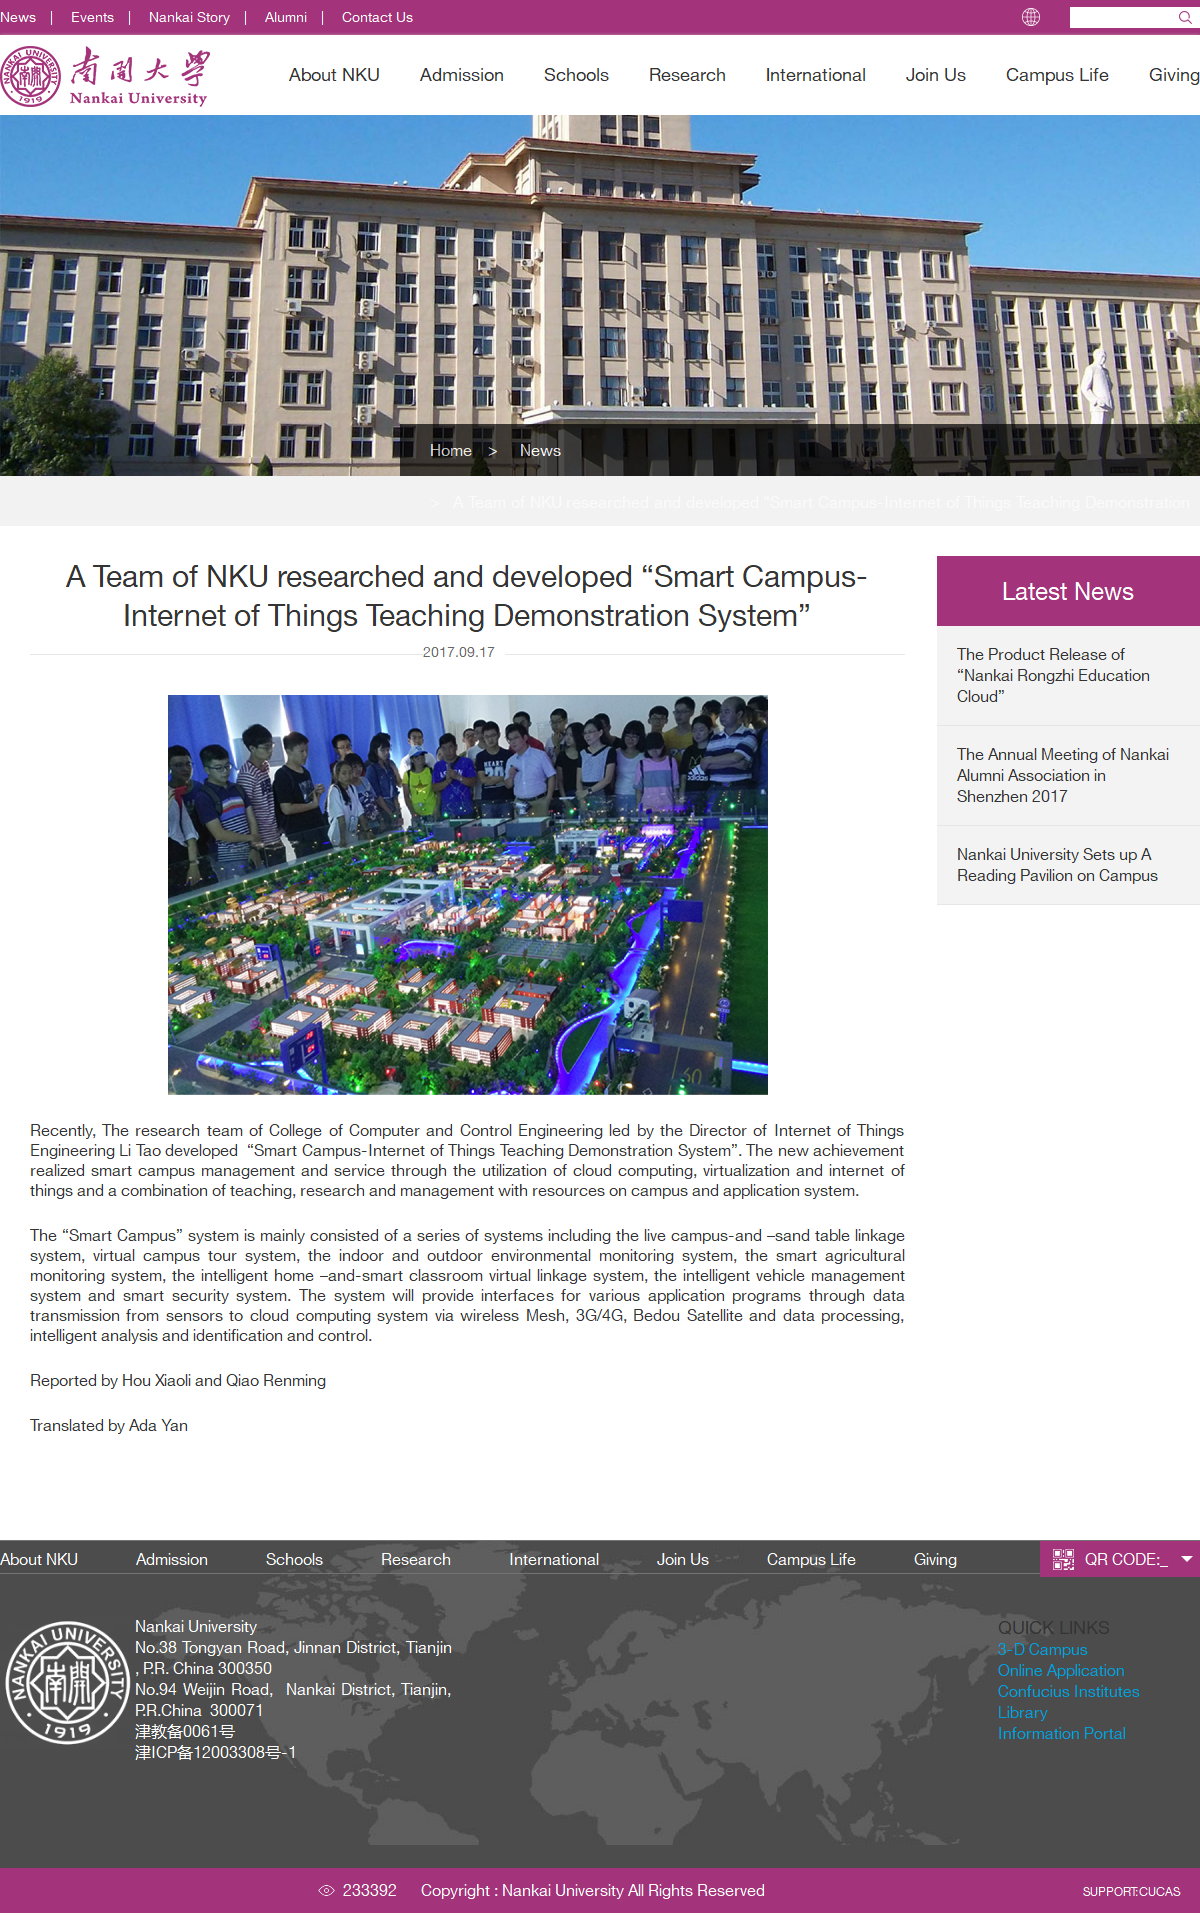 News | Events | Nankai Story | Alumni | Contact Us
NANKAI UNIVERSITY
1919
南開大學
Nankai University
About NKU Admission Schools Research International Join Us Campus Life Giving
Home > News
> A Team of NKU researched and developed “Smart Campus-Internet of Things Teaching Demonstration
A Team of NKU researched and developed “Smart Campus-
Internet of Things Teaching Demonstration System”
2017.09.17
Latest News
The Product Release of
“Nankai Rongzhi Education
Cloud”
The Annual Meeting of Nankai
Alumni Association in
Shenzhen 2017
Nankai University Sets up A
Reading Pavilion on Campus
adidas
60
Recently, The research team of College of Computer and Control Engineering led by the Director of Internet of Things
Engineering Li Tao developed “Smart Campus-Internet of Things Teaching Demonstration System”. The new achievement
realized smart campus management and service through the utilization of cloud computing, virtualization and internet of
things and a combination of teaching, research and management with resources on campus and application system.
The “Smart Campus” system is mainly consisted of a series of systems including the live campus-and –sand table linkage
system, virtual campus tour system, the indoor and outdoor environmental monitoring system, the smart agricultural
monitoring system, the intelligent home –and-smart classroom virtual linkage system, the intelligent vehicle management
system and smart security system. The system will provide interfaces for various application programs through data
transmission from sensors to cloud computing system via wireless Mesh, 3G/4G, Bedou Satellite and data processing,
intelligent analysis and identification and control.
Reported by Hou Xiaoli and Qiao Renming
Translated by Ada Yan
About NKU Admission Schools Research International Join Us Campus Life Giving QR CODE:_
NANKAI UNIVERSITY
1919
Nankai University
No.38 Tongyan Road, Jinnan District, Tianjin
, P.R. China 300350
No.94 Weijin Road, Nankai District, Tianjin,
P.R.China 300071
津教备0061号
津ICP备12003308号-1
QUICK LINKS
3-D Campus
Online Application
Confucius Institutes
Library
Information Portal
233392 Copyright : Nankai University All Rights Reserved
SUPPORT:CUCAS